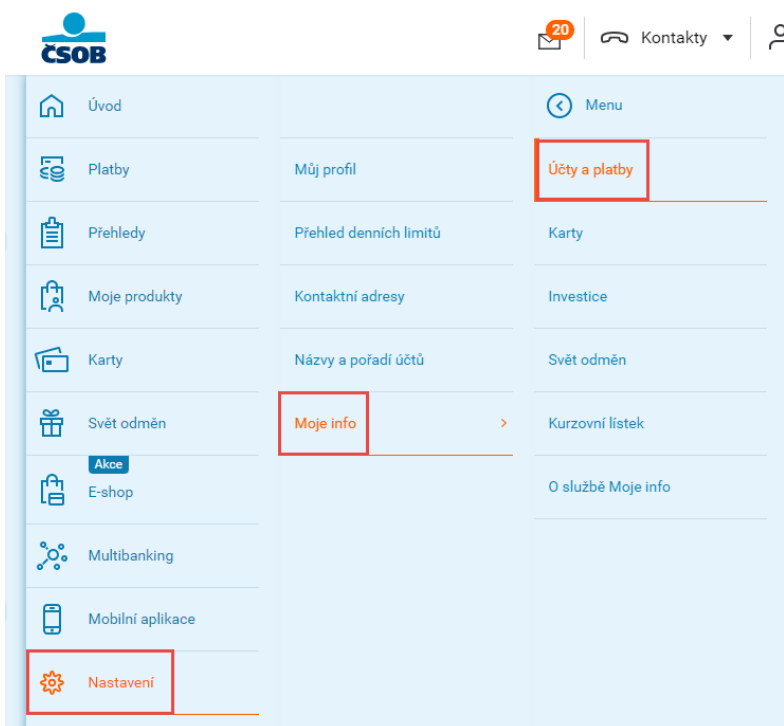 ČSOB
20
Kontakty
Úvod
Platby
Přehledy
Moje produkty
Karty
Svět odměn
Akce
E-shop
Multibanking
Mobilní aplikace
Nastavení
Můj profil
Přehled denních limitů
Kontaktní adresy
Názvy a pořadí účtů
Moje info
Menu
Účty a platby
Karty
Investice
Svět odměn
Kurzovní lístek
O službě Moje info